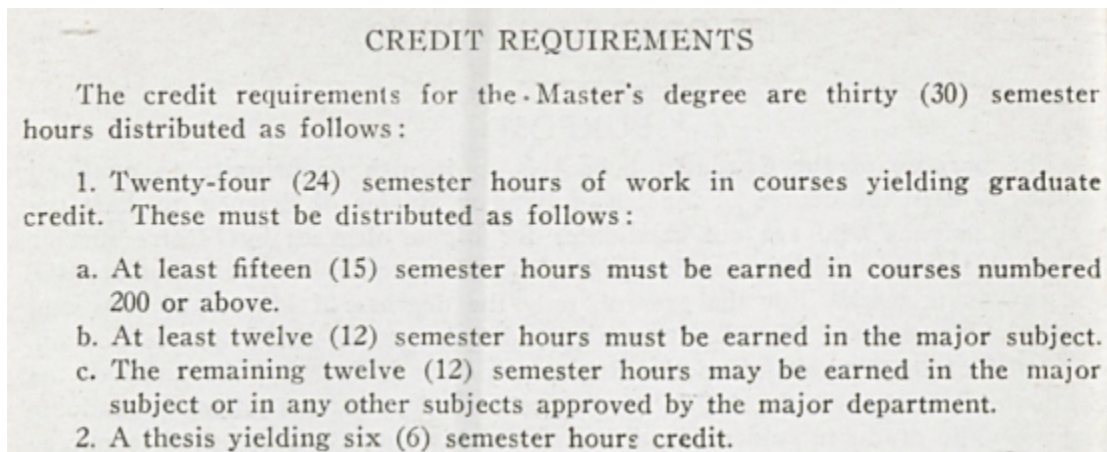 CREDIT REQUIREMENTS
The credit requirements for the Master's degree are thirty (30) semester
hours distributed as follows:
1. Twenty-four (24) semester hours of work in courses yielding graduate
credit. These must be distributed as follows:
a. At least fifteen (15) semester hours must be earned in courses numbered
200 or above.
b. At least twelve (12) semester hours must be earned in the major subject.
c. The remaining twelve (12) semester hours may be earned in the major
subject or in any other subjects approved by the major department.
2. A thesis yielding six (6) semester hours credit.